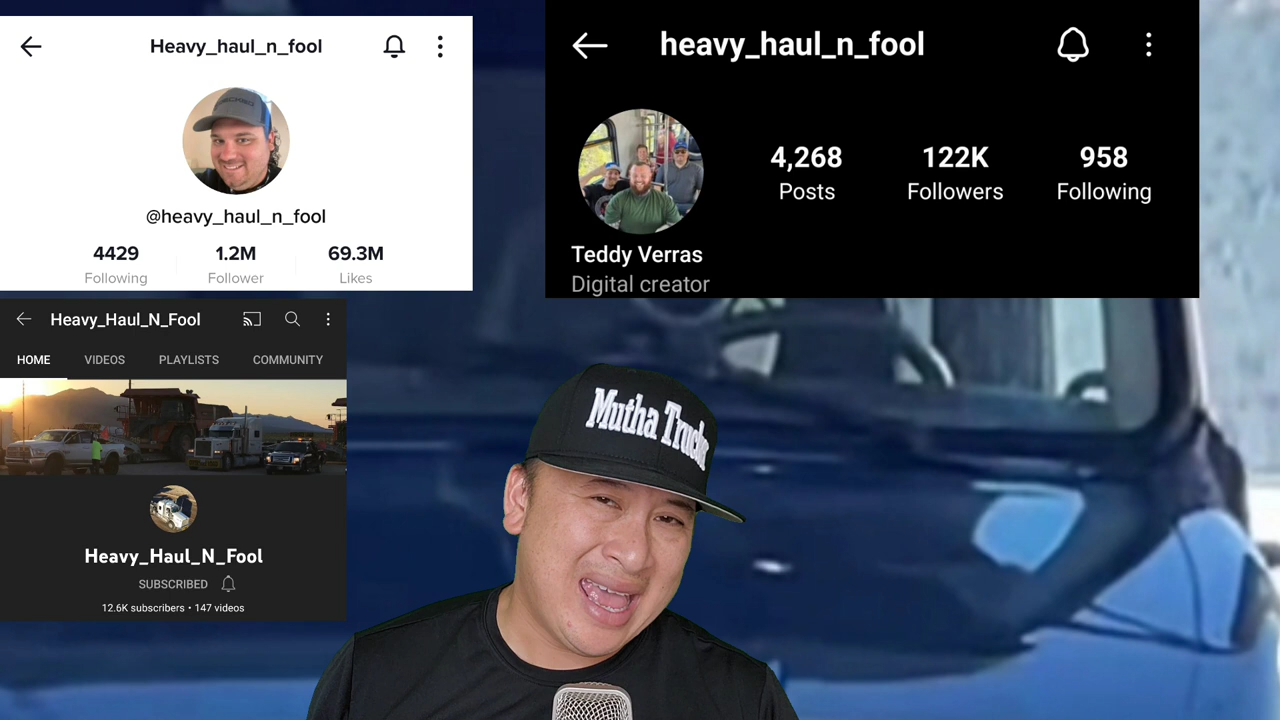 Heavy_haul_n_fool
@heavy_haul_n_fool
4429 1.2M 69.3M
Following Follower Likes
heavy_haul_n_fool
4,268 122K 958
Posts Followers Following
Teddy Verras
Digital creator
Heavy_Haul_N_Fool
HOME VIDEOS PLAYLISTS COMMUNITY
Heavy_Haul_N_Fool
SUBSCRIBED
12.6K subscribers • 147 videos
Mutha Trucke